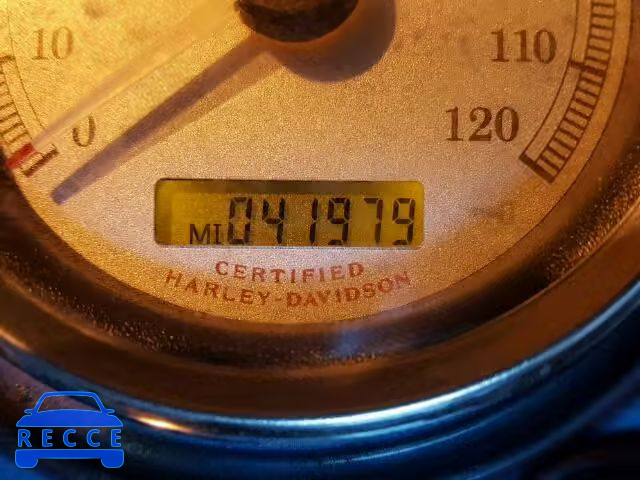 10
0
110
120
MI 041979
CERTIFIED
HARLEY-DAVIDSON
RECCE